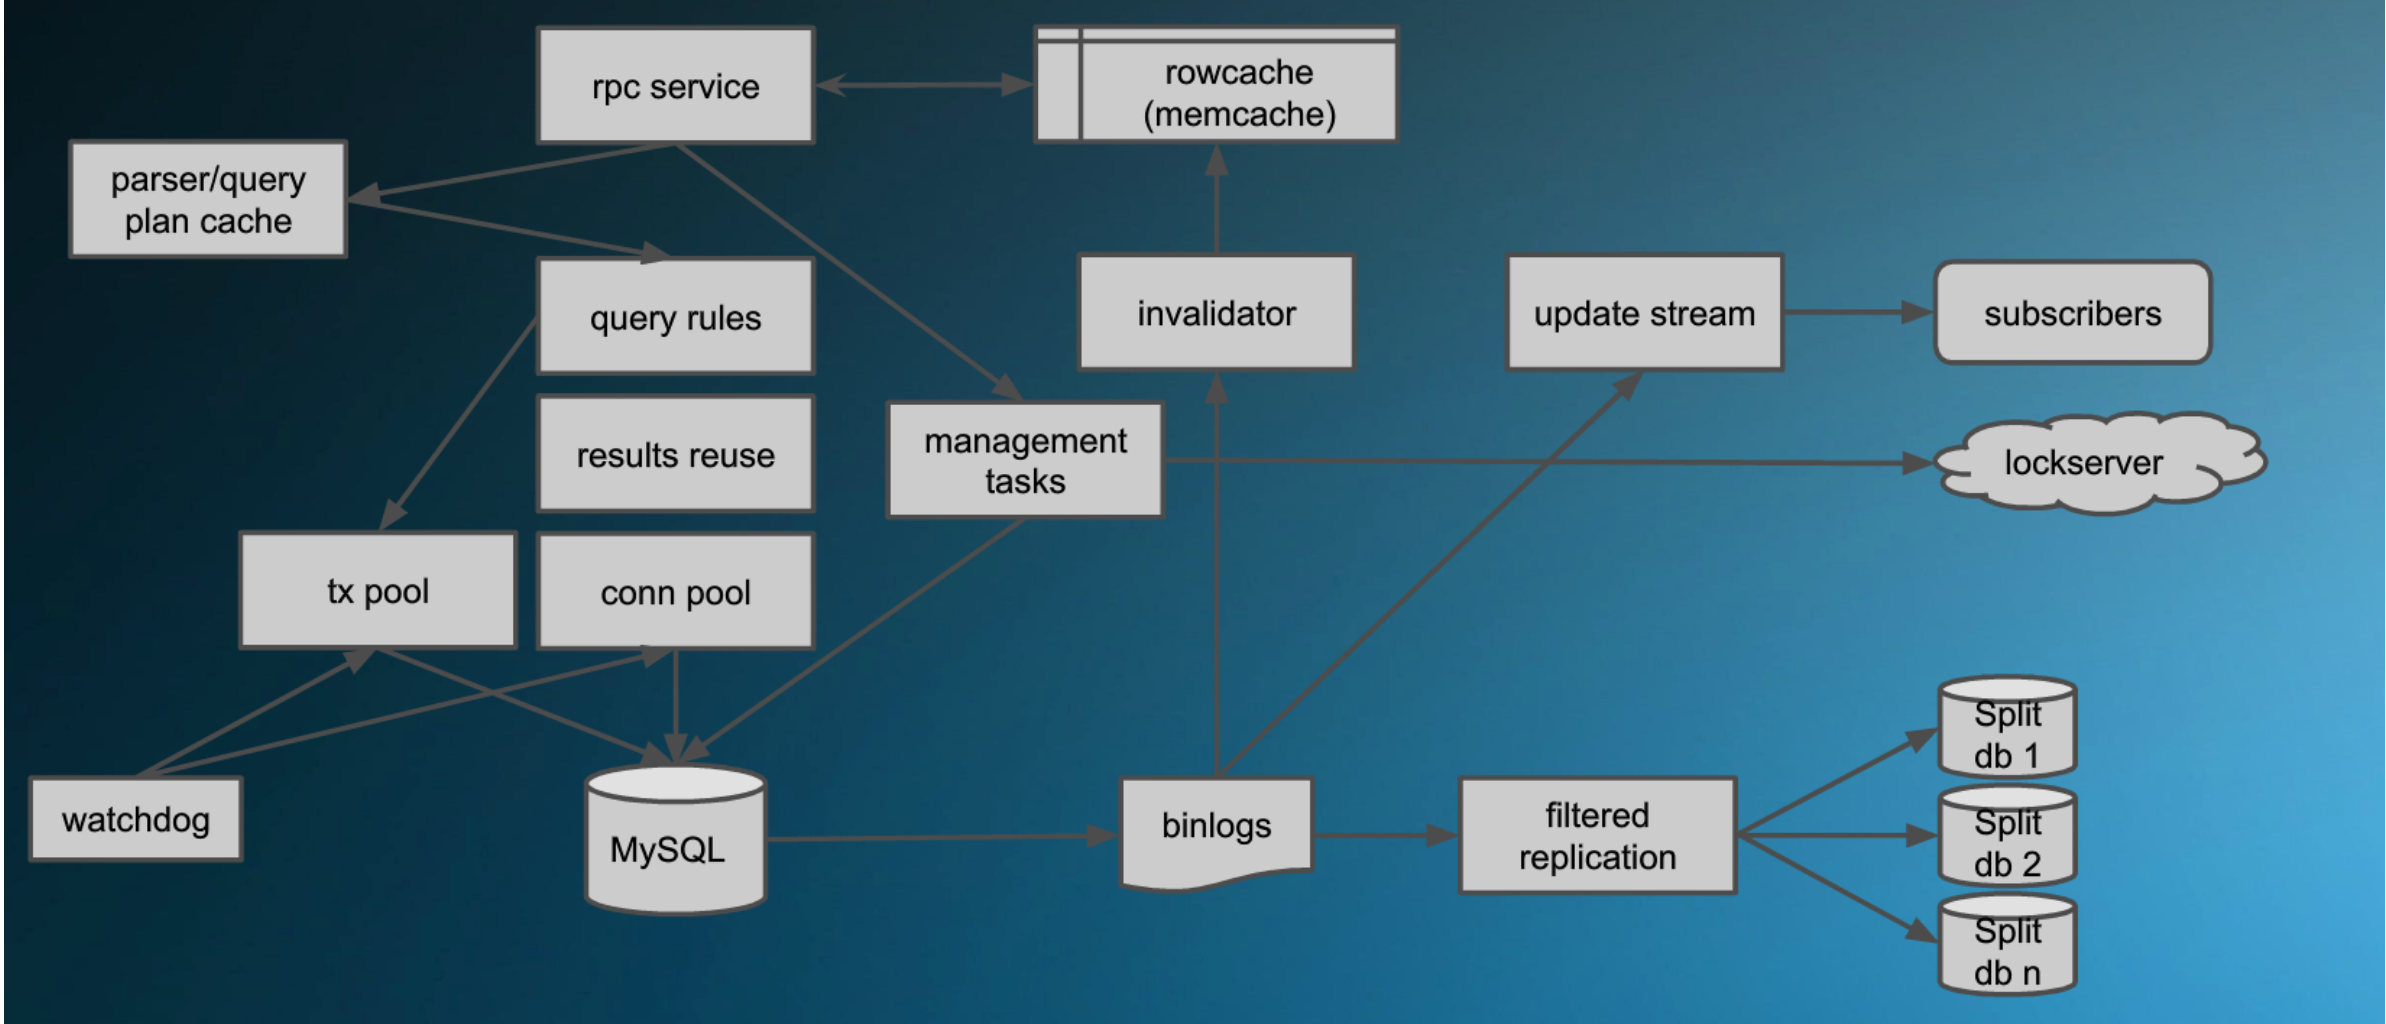 rpc service
rowcache
(memcache)
parser/query
plan cache
query rules
invalidator
update stream
subscribers
results reuse
management
tasks
lockserver
tx pool
conn pool
watchdog
MySQL
binlogs
filtered
replication
Split
db 1
Split
db 2
Split
db n